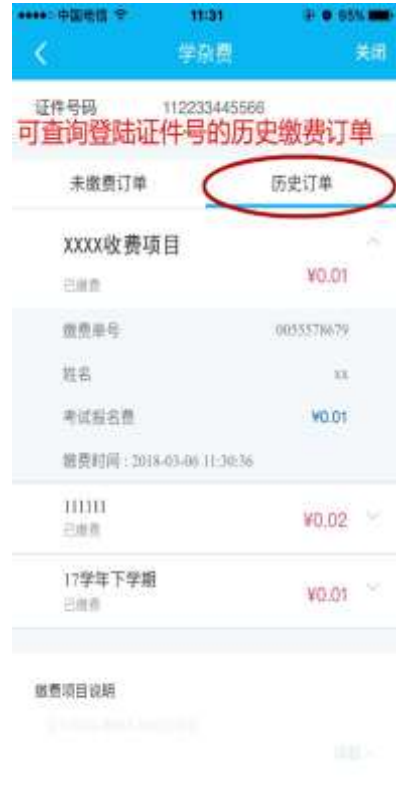 中国电信 11:31 95%
学杂费 关闭
证件号码 112233445566
可查询登陆证件号的历史缴费订单
未缴费订单 历史订单
XXXX收费项目
已缴费 ¥0.01
缴费单号 0055578679
姓名 xx
考试报名费 ¥0.01
缴费时间 : 2018-03-06 11:30:36
111111
已缴费 ¥0.02
17学年下学期
已缴费 ¥0.01
缴费项目说明